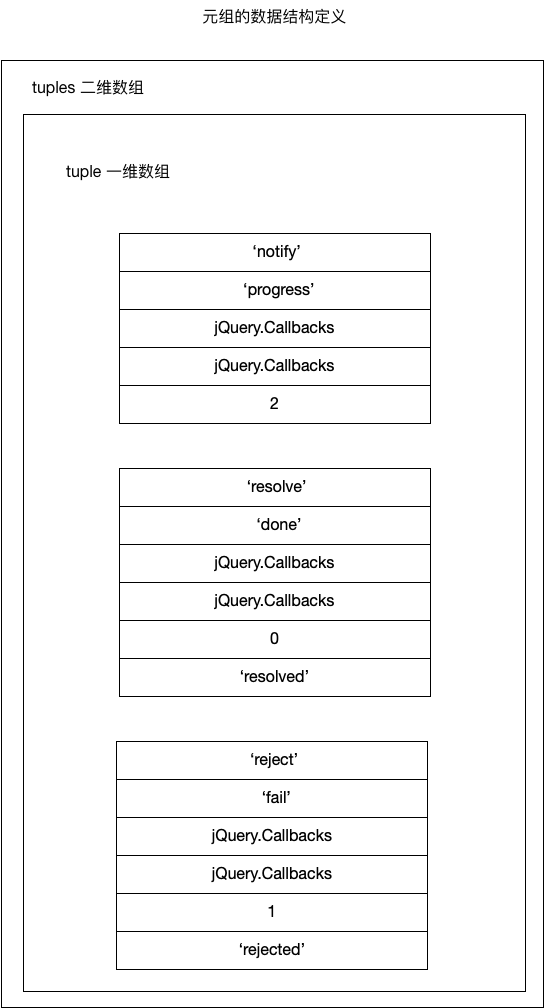 元组的数据结构定义
tuples 二维数组
tuple 一维数组
‘notify’
‘progress’
jQuery.Callbacks
jQuery.Callbacks
2
‘resolve’
‘done’
jQuery.Callbacks
jQuery.Callbacks
0
‘resolved’
‘reject’
‘fail’
jQuery.Callbacks
jQuery.Callbacks
1
‘rejected’